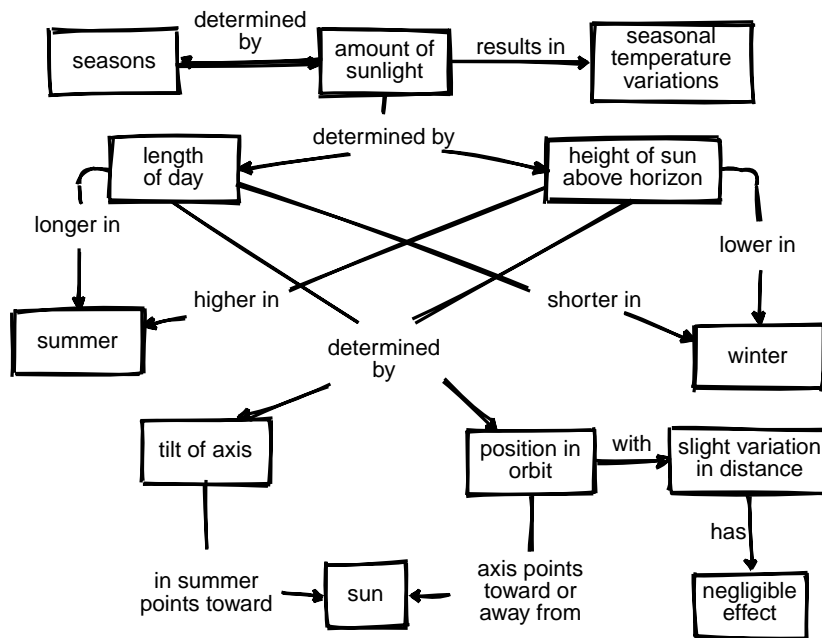 determined
by
seasons
amount of
sunlight
results in
seasonal
temperature
variations
determined by
length
of day
height of sun
above horizon
longer in
lower in
higher in
shorter in
summer
determined
by
winter
tilt of axis
position in
orbit
with
slight variation
in distance
has
in summer
points toward
sun
axis points
toward or
away from
negligible
effect